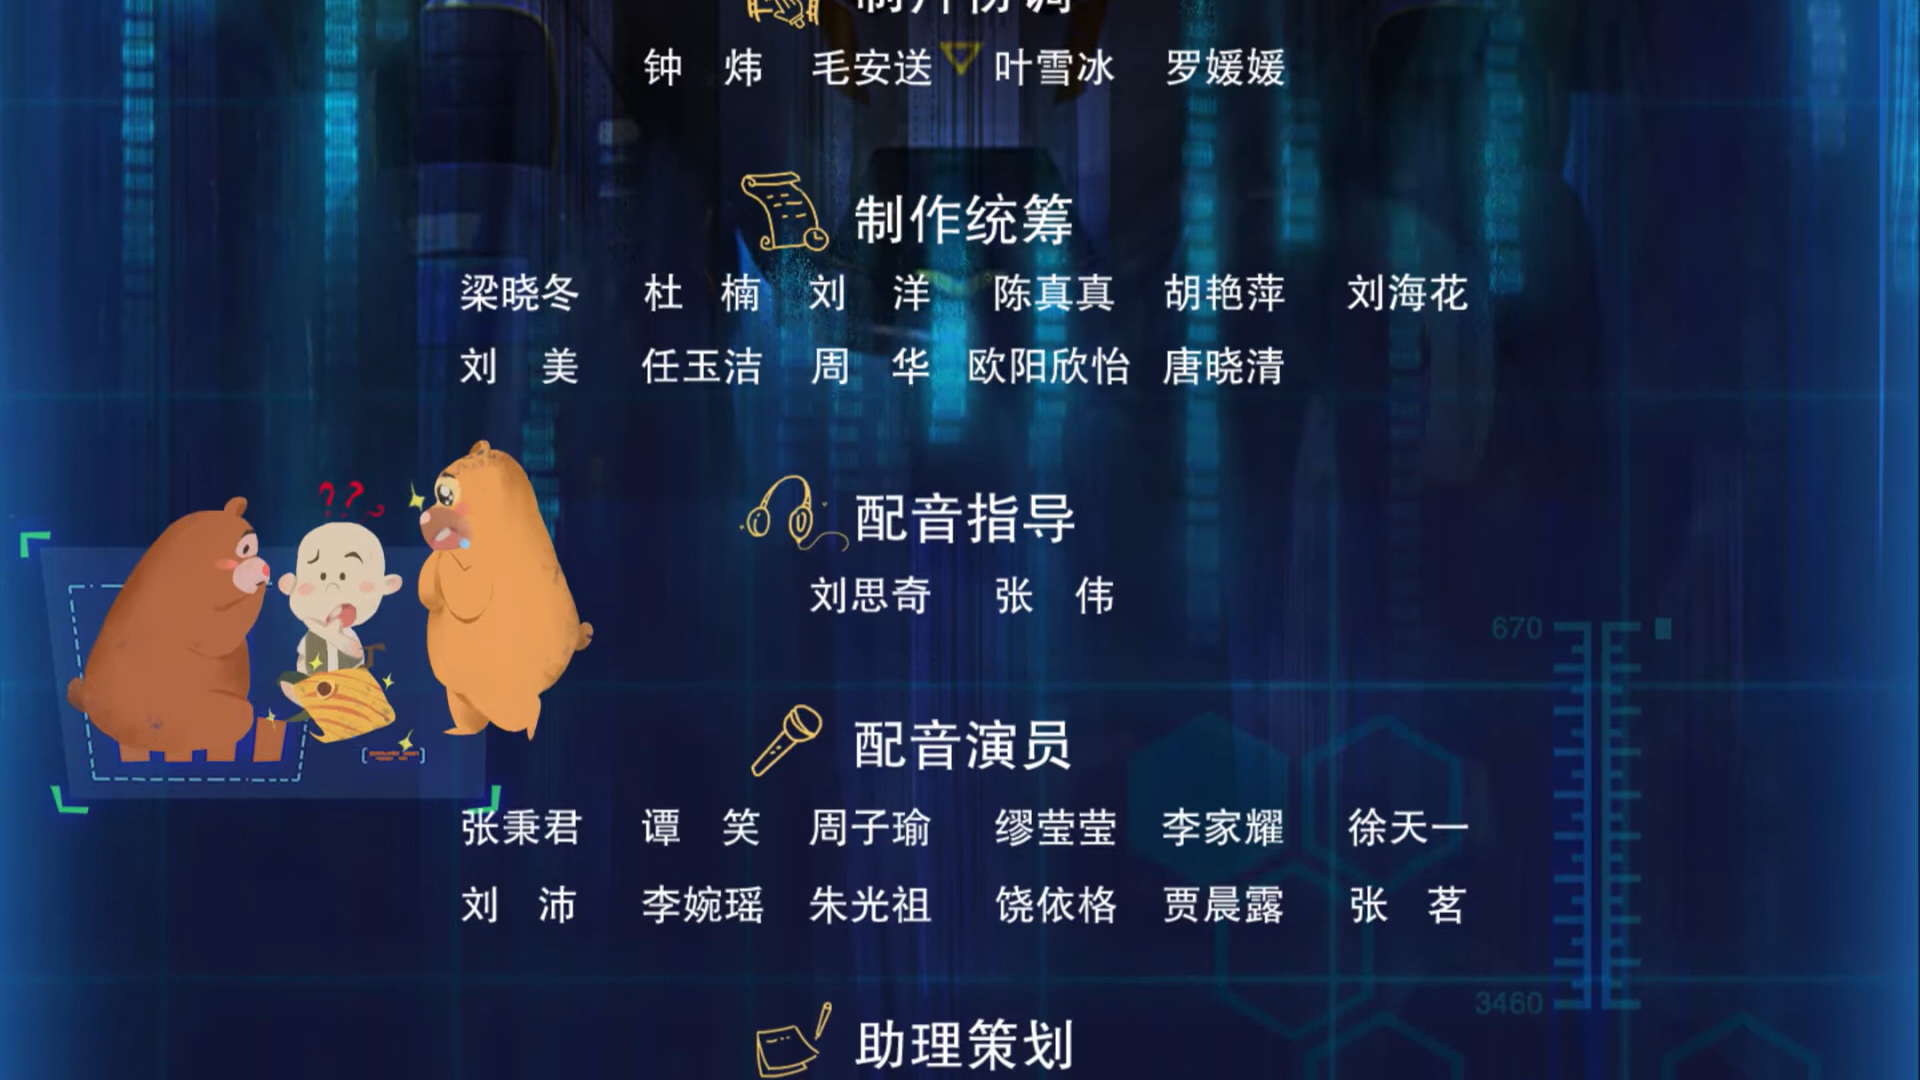 制片协调
钟 炜 毛安送 叶雪冰 罗媛媛
制作统筹
梁晓冬 杜 楠 刘 洋 陈真真 胡艳萍 刘海花
刘 美 任玉洁 周 华 欧阳欣怡 唐晓清
配音指导
刘思奇 张 伟
??
670
配音演员
张秉君 谭 笑 周子瑜 缪莹莹 李家耀 徐天一
刘 沛 李婉瑶 朱光祖 饶依格 贾晨露 张 茗
3460
助理策划